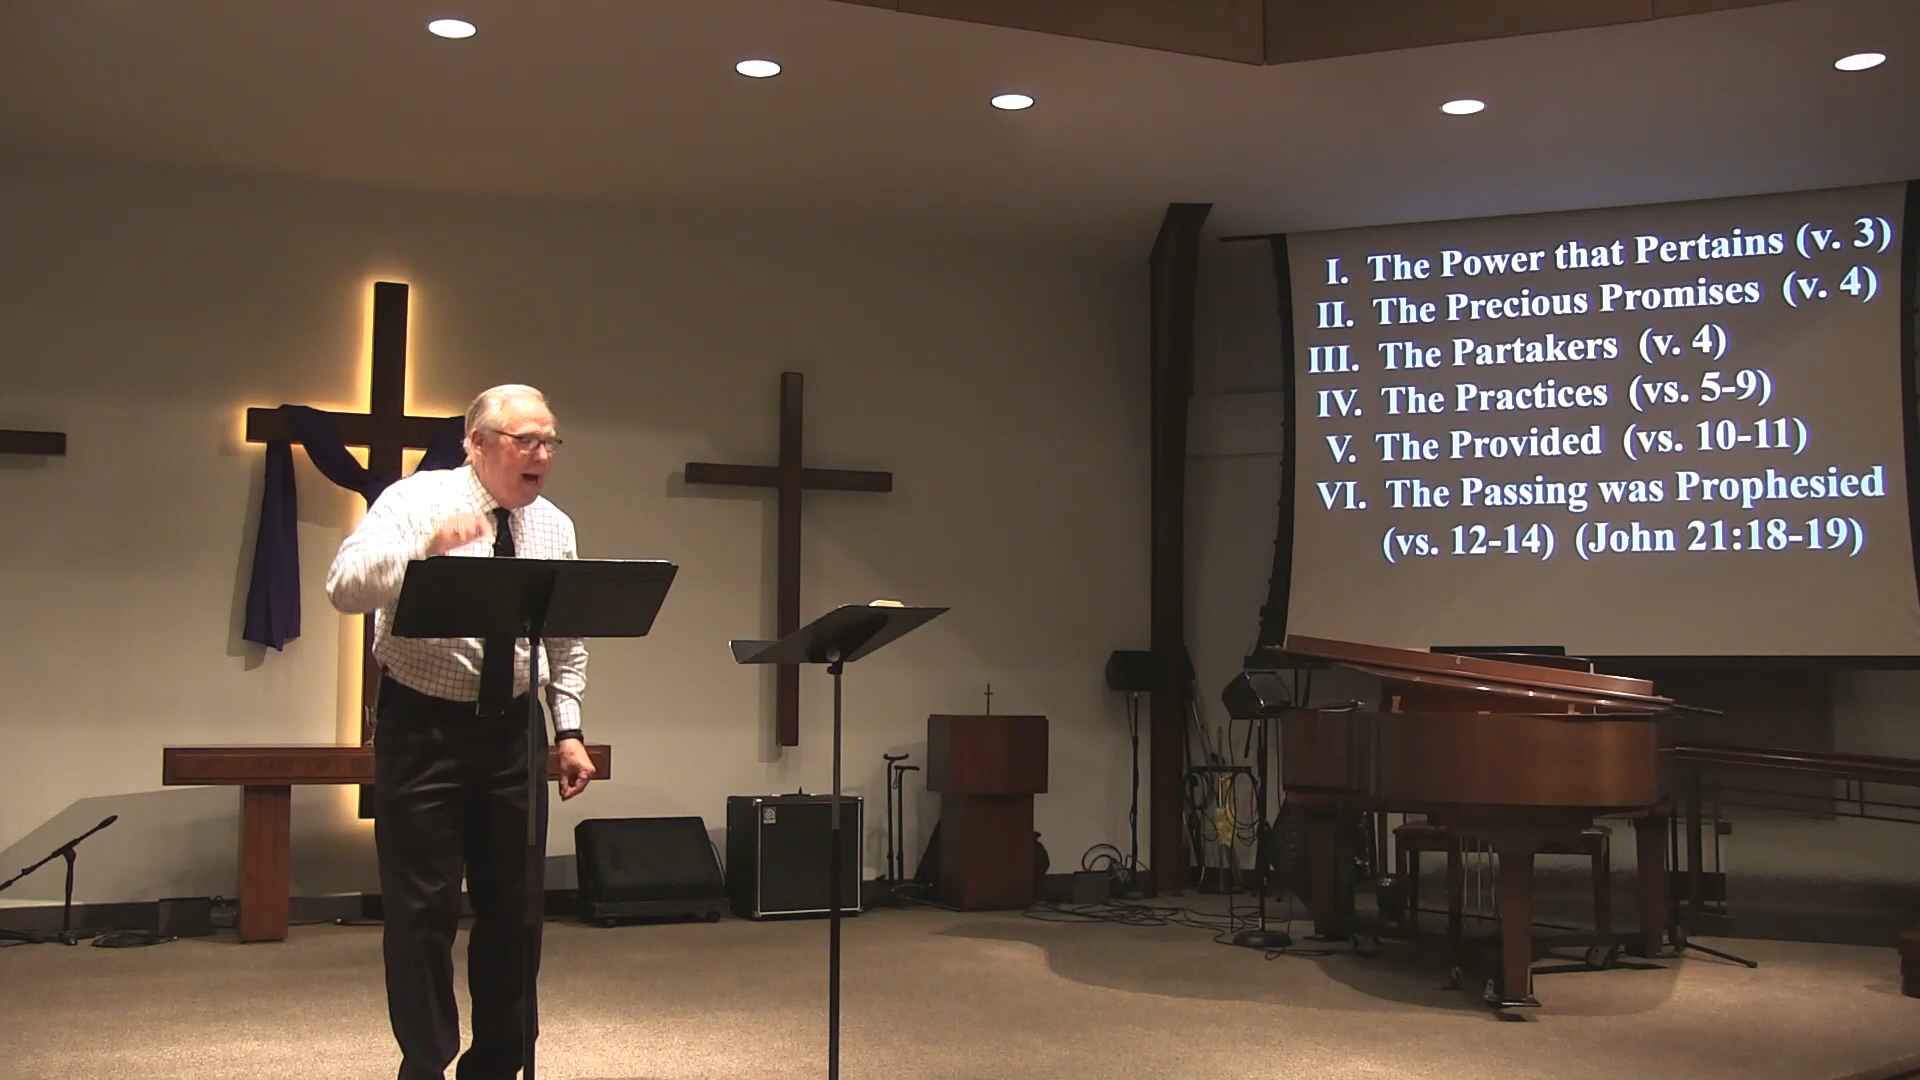 I. The Power that Pertains (v. 3)
II. The Precious Promises (v. 4)
III. The Partakers (v. 4)
IV. The Practices (vs. 5-9)
V. The Provided (vs. 10-11)
VI. The Passing was Prophesied
(vs. 12-14) (John 21:18-19)